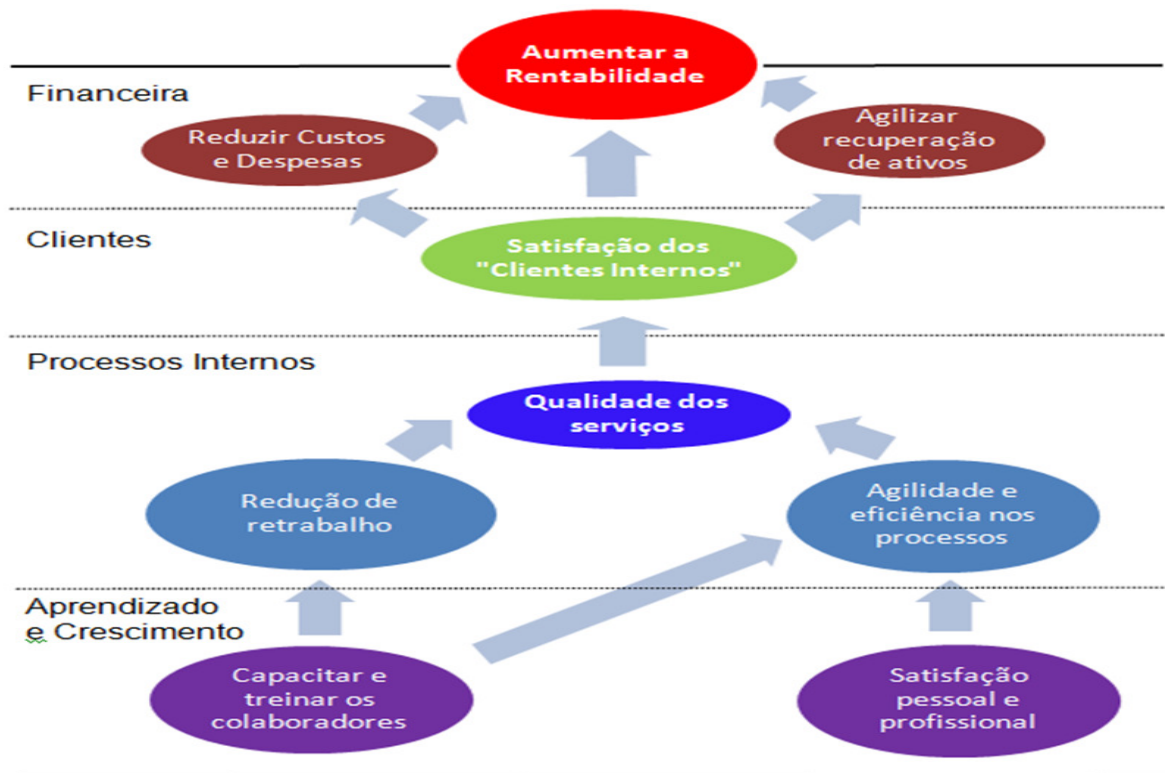 Aumentar a
Rentabilidade
Financeira
Reduzir Custos
e Despesas
Agilizar
recuperação
de ativos
Clientes
Satisfação dos
"Clientes Internos"
Processos Internos
Qualidade dos
serviços
Redução de
retrabalho
Agilidade e
eficiência nos
processos
Aprendizado
e Crescimento
Capacitar e
treinar os
colaboradores
Satisfação
pessoal e
profissional